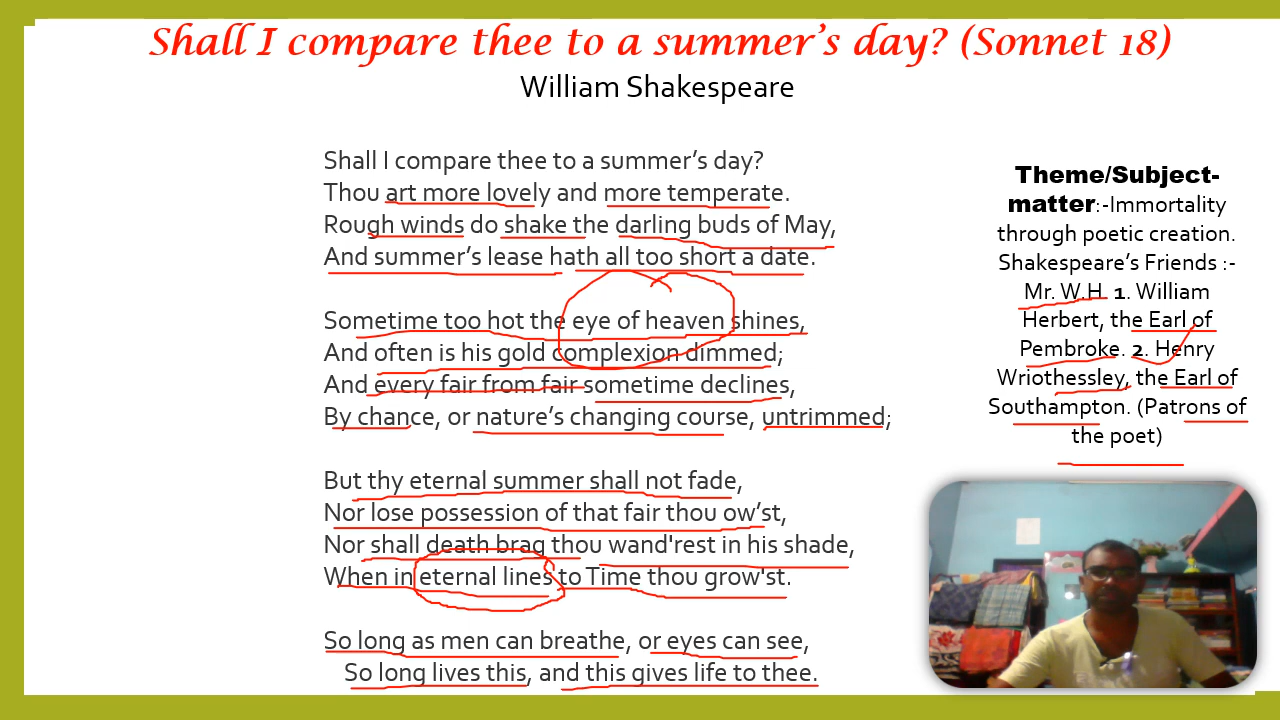 Shall I compare thee to a summer's day? (Sonnet 18)
William Shakespeare
Shall I compare thee to a summer's day?
Thou art more lovely and more temperate.
Rough winds do shake the darling buds of May,
And summer's lease hath all too short a date.
Sometime too hot the eye of heaven shines,
And often is his gold complexion dimmed;
And every fair from fair sometime declines,
By chance, or nature's changing course, untrimmed;
But thy eternal summer shall not fade,
Nor lose possession of that fair thou ow'st,
Nor shall death brag thou wand'rest in his shade,
When in eternal lines to Time thou grow'st.
So long as men can breathe, or eyes can see,
So long lives this, and this gives life to thee.
Theme/Subject-
matter:-Immortality
through poetic creation.
Shakespeare's Friends :-
Mr. W.H. 1. William
Herbert, the Earl of
Pembroke. 2. Henry
Wriothessley, the Earl of
Southampton. (Patrons of
the poet)